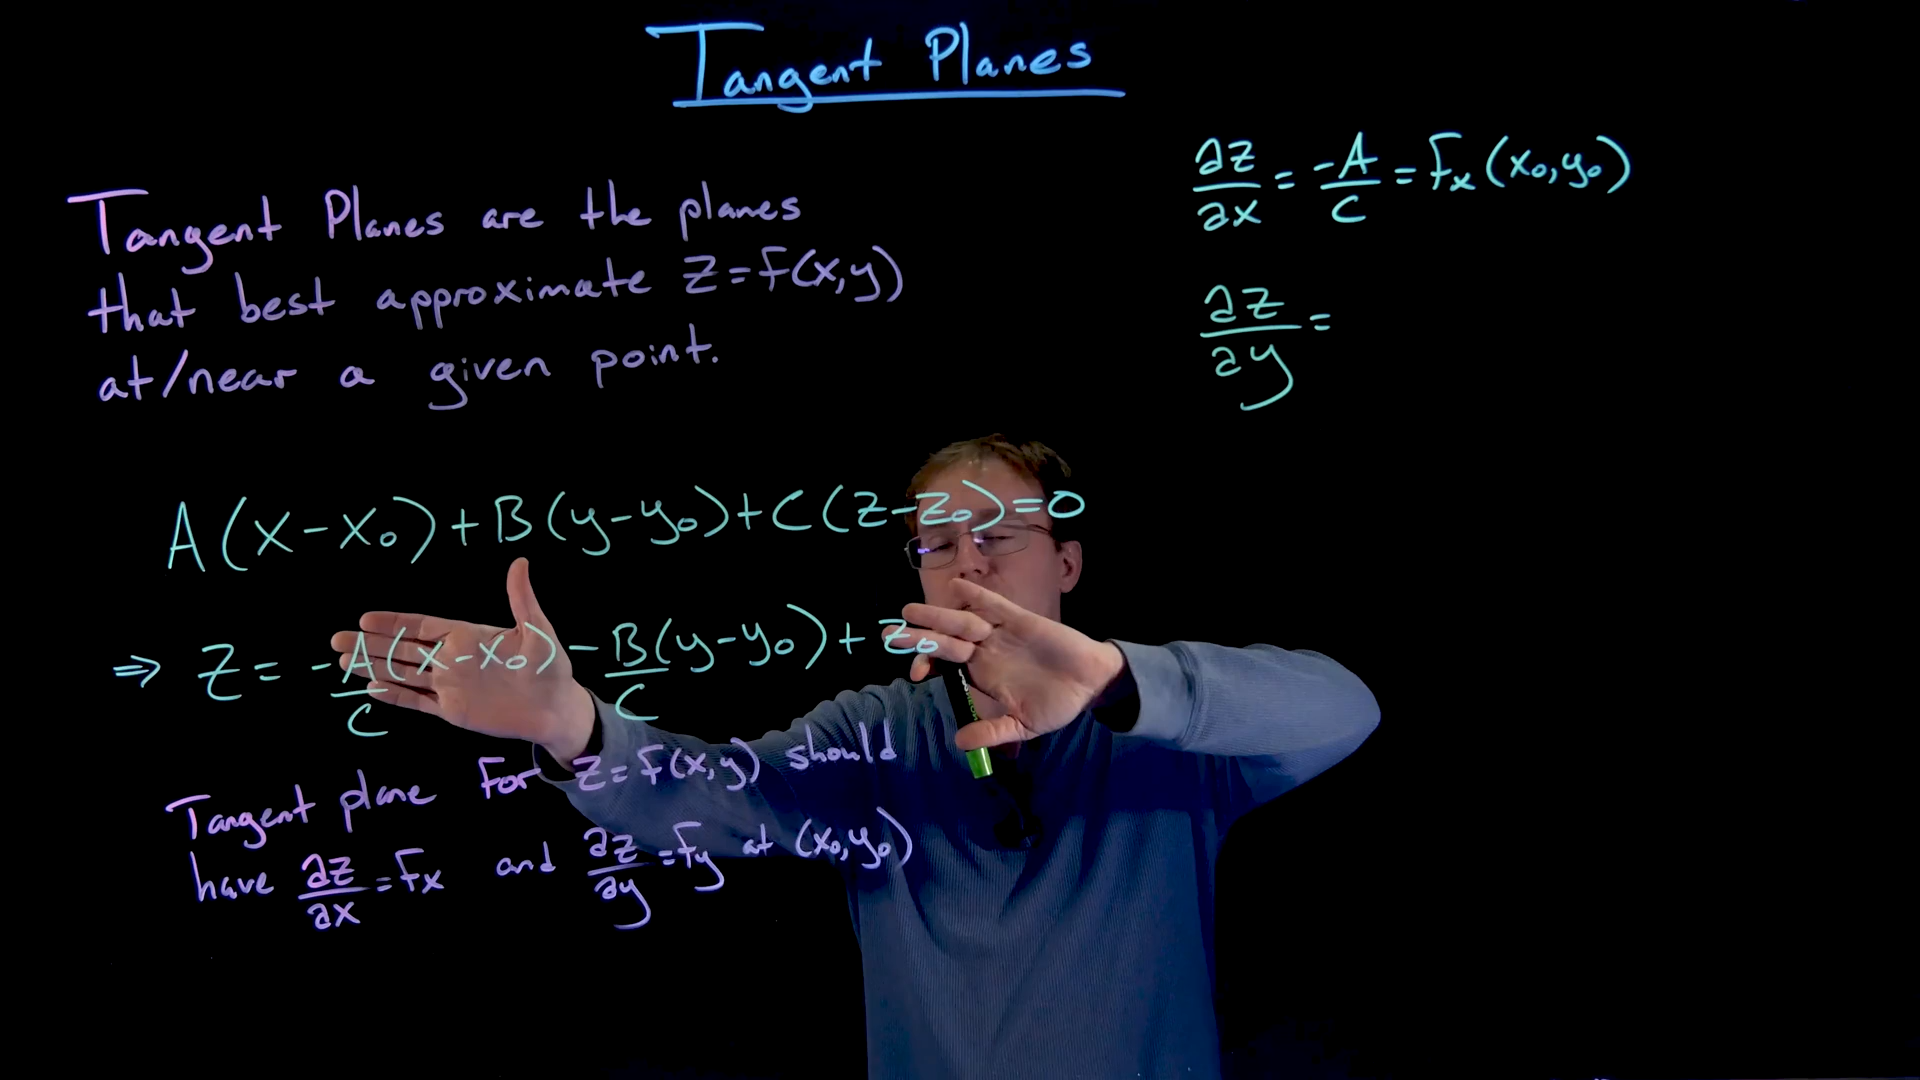 Tangent Planes
Tangent Planes are the planes
that best approximate z=f(x,y)
at/near a given point.
∂z/∂x = -A/C = fx(x₀,y₀)
∂z/∂y =
A(x-x₀)+B(y-y₀)+C(z-z₀)=0
⇒ z = -A/C(x-x₀) - B/C(y-y₀) + z₀
Tangent plane for z=f(x,y) should
have ∂z/∂x=fx and ∂z/∂y=fy at (x₀,y₀)